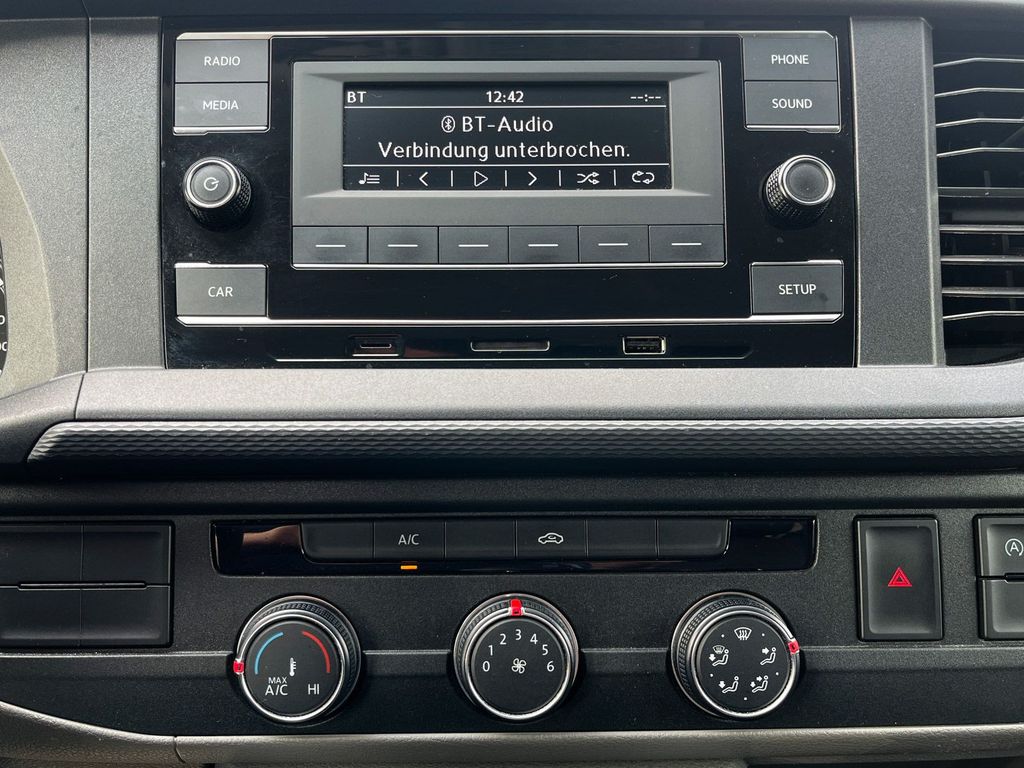 RADIO
PHONE
MEDIA
SOUND
BT 12:42 --:--
BT-Audio
Verbindung unterbrochen.
CAR
SETUP
A/C
A
MAX
A/C
HI
0 1 2 3 4 5 6